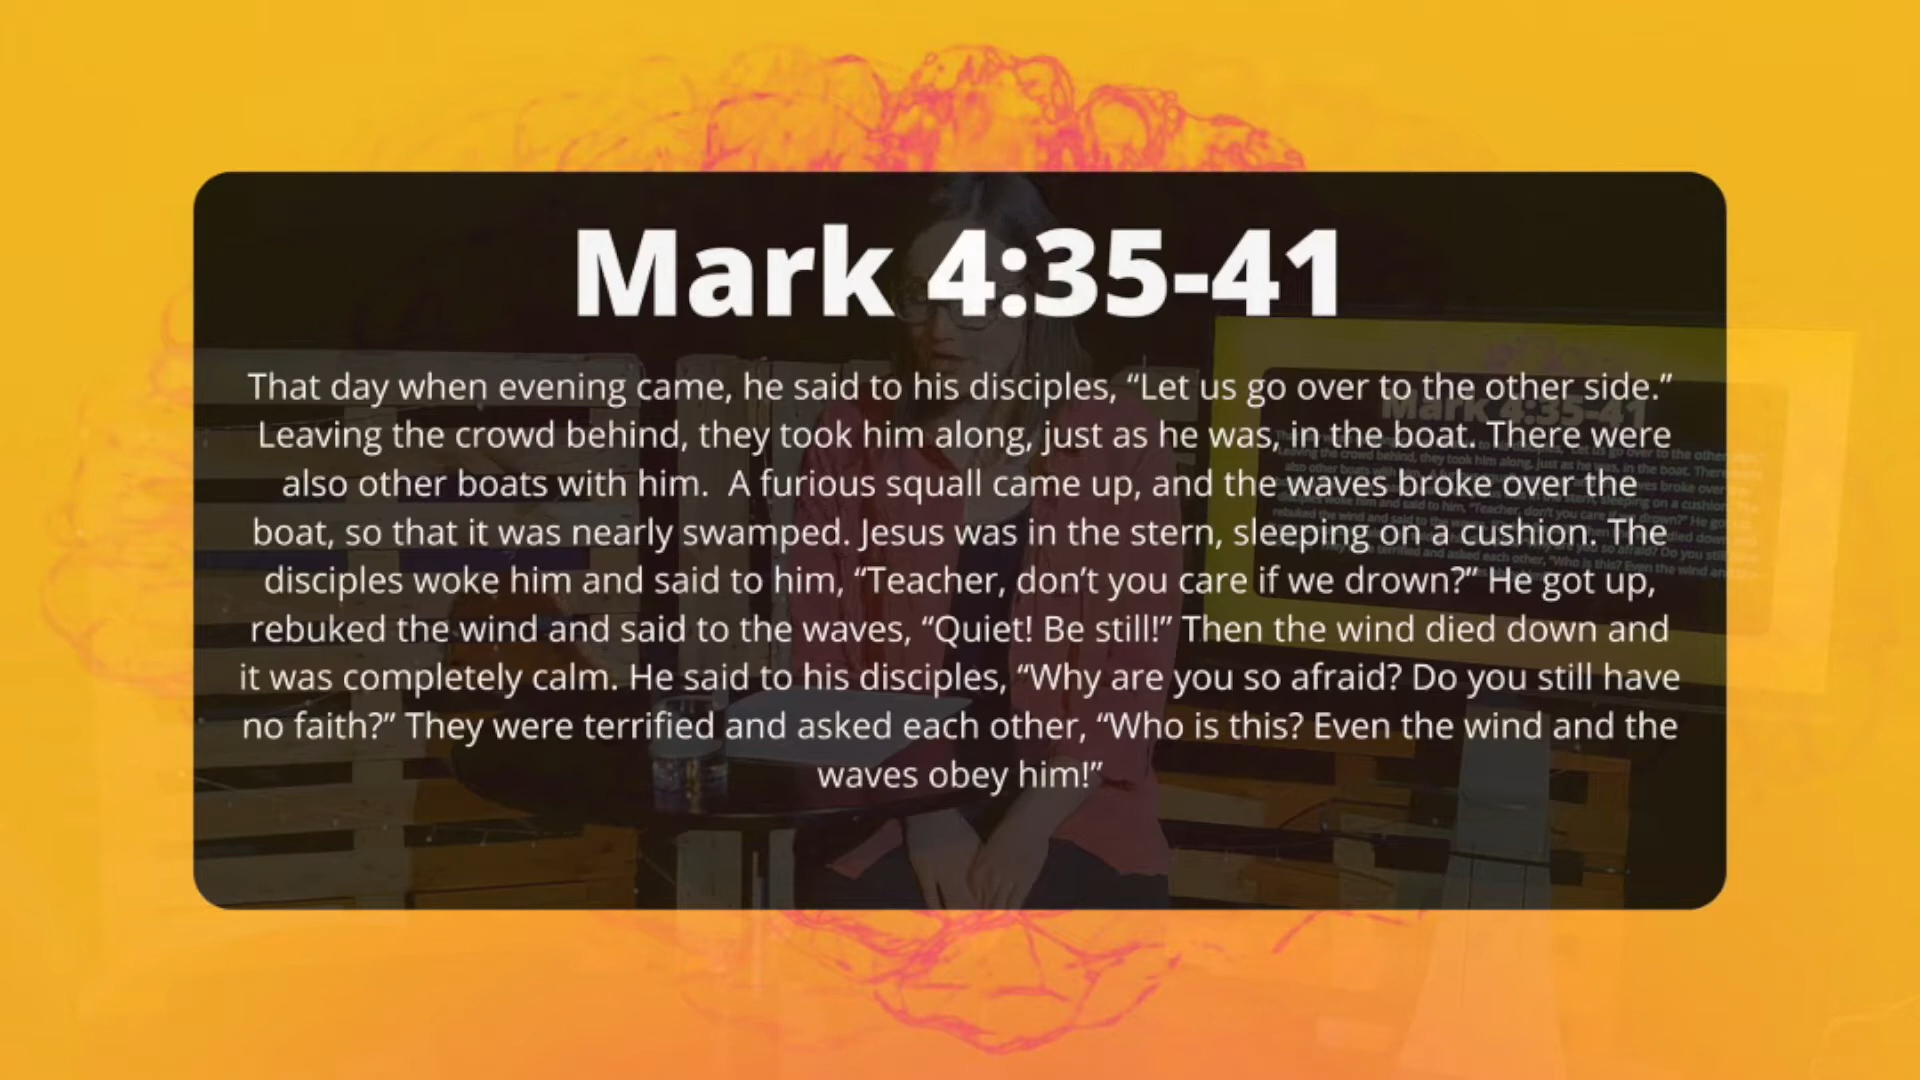 Mark 4:35-41
That day when evening came, he said to his disciples, “Let us go over to the other side.”
Leaving the crowd behind, they took him along, just as he was, in the boat. There were
also other boats with him.  A furious squall came up, and the waves broke over the
boat, so that it was nearly swamped. Jesus was in the stern, sleeping on a cushion. The
disciples woke him and said to him, “Teacher, don’t you care if we drown?” He got up,
rebuked the wind and said to the waves, “Quiet! Be still!” Then the wind died down and
it was completely calm. He said to his disciples, “Why are you so afraid? Do you still have
no faith?” They were terrified and asked each other, “Who is this? Even the wind and the
waves obey him!”
Mark 4:35-41